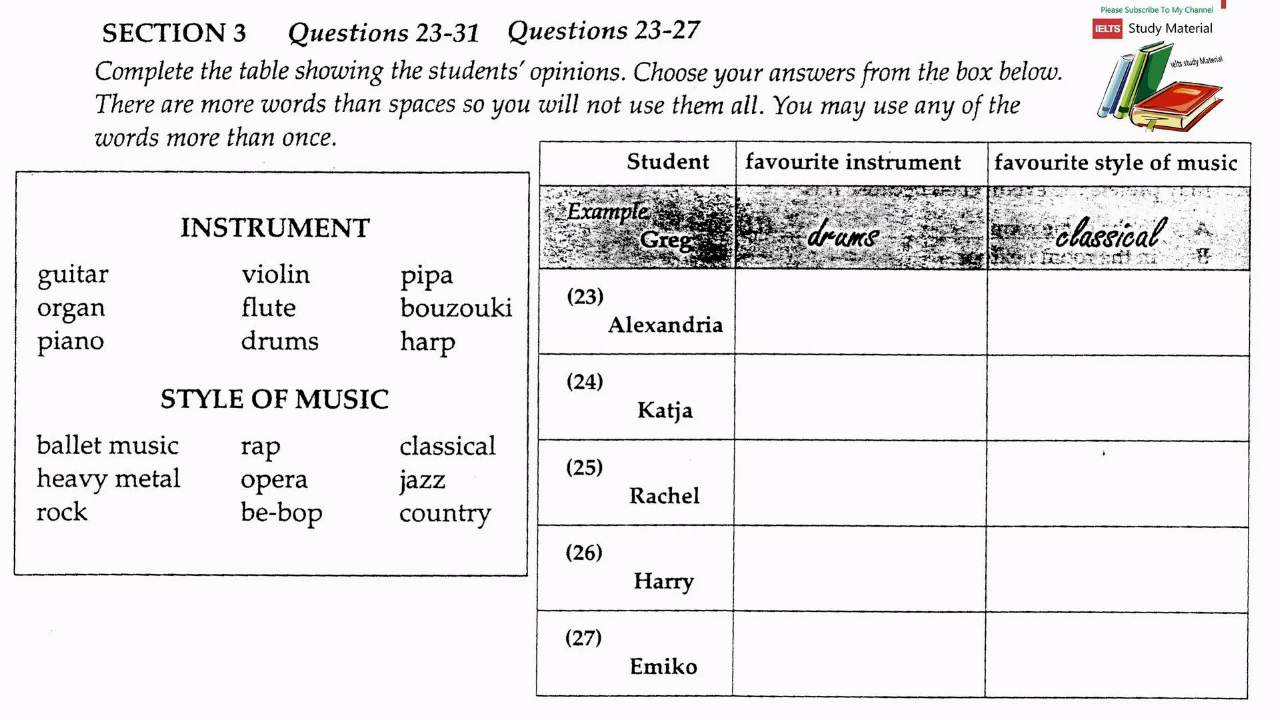 Please Subscribe To My Channel
IELTS Study Material
ielts study Material
SECTION 3 Questions 23-31 Questions 23-27
Complete the table showing the students' opinions. Choose your answers from the box below.
There are more words than spaces so you will not use them all. You may use any of the
words more than once.
INSTRUMENT
guitar violin pipa
organ flute bouzouki
piano drums harp
STYLE OF MUSIC
ballet music rap classical
heavy metal opera jazz
rock be-bop country
Student favourite instrument favourite style of music
Example
Greg drums classical
(23)
Alexandria
(24)
Katja
(25)
Rachel
(26)
Harry
(27)
Emiko